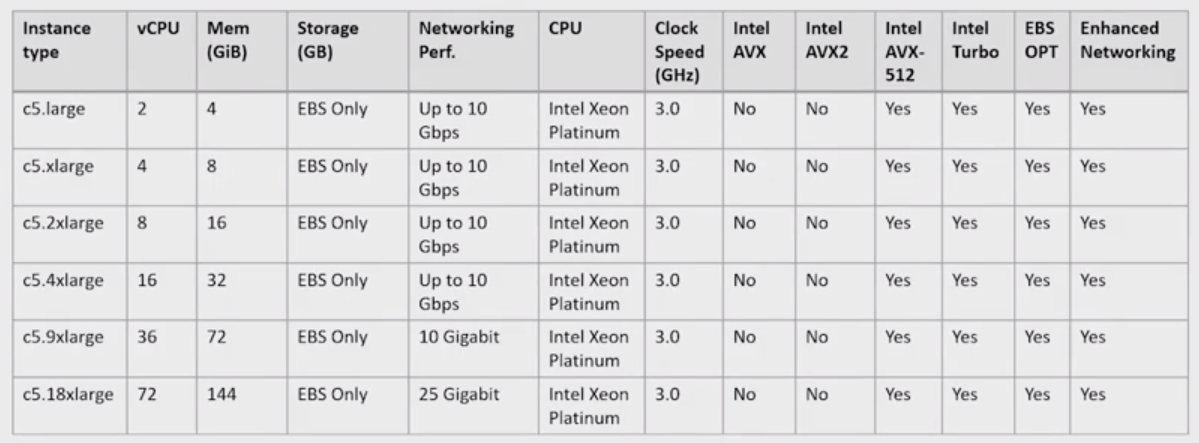 Instance type vCPU Mem (GiB) Storage (GB) Networking Perf. CPU Clock Speed (GHz) Intel AVX Intel AVX2 Intel AVX-512 Intel Turbo EBS OPT Enhanced Networking
c5.large 2 4 EBS Only Up to 10 Gbps Intel Xeon Platinum 3.0 No No Yes Yes Yes Yes
c5.xlarge 4 8 EBS Only Up to 10 Gbps Intel Xeon Platinum 3.0 No No Yes Yes Yes Yes
c5.2xlarge 8 16 EBS Only Up to 10 Gbps Intel Xeon Platinum 3.0 No No Yes Yes Yes Yes
c5.4xlarge 16 32 EBS Only Up to 10 Gbps Intel Xeon Platinum 3.0 No No Yes Yes Yes Yes
c5.9xlarge 36 72 EBS Only 10 Gigabit Intel Xeon Platinum 3.0 No No Yes Yes Yes Yes
c5.18xlarge 72 144 EBS Only 25 Gigabit Intel Xeon Platinum 3.0 No No Yes Yes Yes Yes